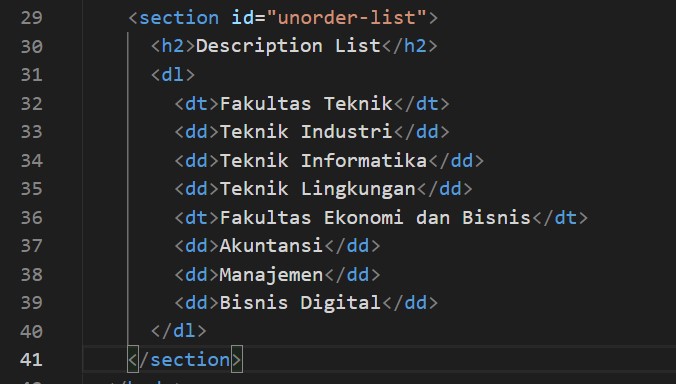 29 <section id="unorder-list">
30 <h2>Description List</h2>
31 <dl>
32 <dt>Fakultas Teknik</dt>
33 <dd>Teknik Industri</dd>
34 <dd>Teknik Informatika</dd>
35 <dd>Teknik Lingkungan</dd>
36 <dt>Fakultas Ekonomi dan Bisnis</dt>
37 <dd>Akuntansi</dd>
38 <dd>Manajemen</dd>
39 <dd>Bisnis Digital</dd>
40 </dl>
41 </section>